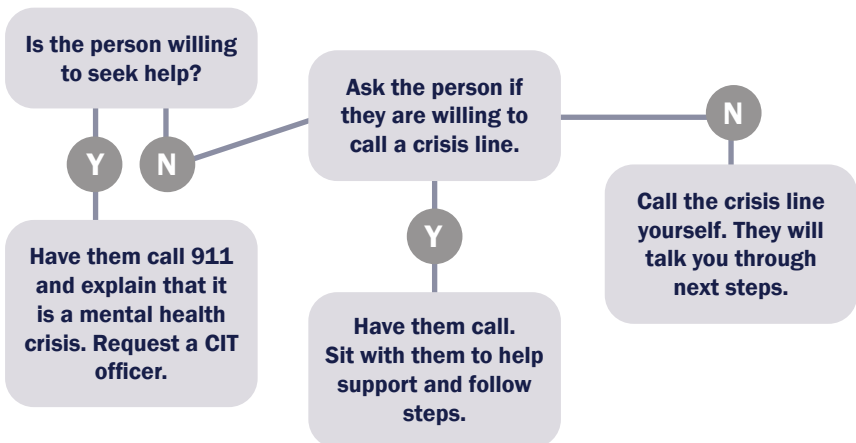 Is the person willing
to seek help?
Y
N
Have them call 911
and explain that it
is a mental health
crisis. Request a CIT
officer.
Ask the person if
they are willing to
call a crisis line.
Y
Have them call.
Sit with them to help
support and follow
steps.
N
Call the crisis line
yourself. They will
talk you through
next steps.